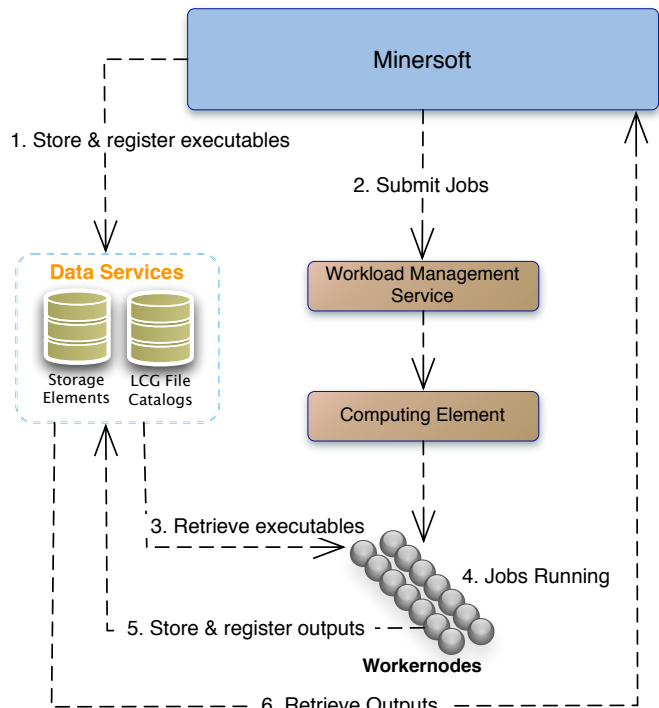 Minersoft
1. Store & register executables
2. Submit Jobs
Data Services
Workload Management
Service
Storage
Elements
LCG File
Catalogs
Computing Element
3. Retrieve executables
4. Jobs Running
5. Store & register outputs
Workernodes
6. Retrieve Outputs